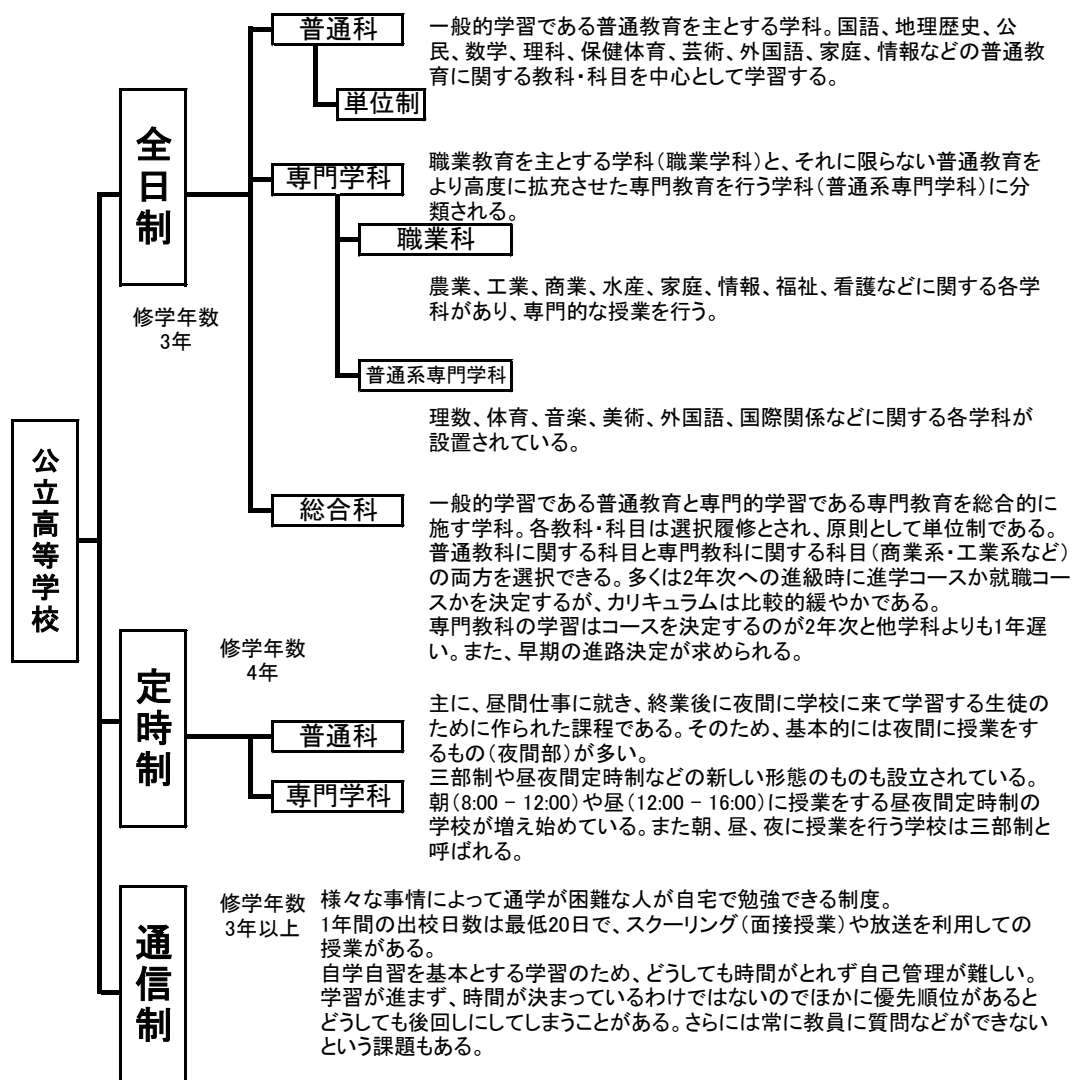 普通科
一般的学習である普通教育を主とする学科。国語、地理歴史、公
民、数学、理科、保健体育、芸術、外国語、家庭、情報などの普通教
育に関する教科・科目を中心として学習する。
単位制
全日制
修学年数
3年
専門学科
職業教育を主とする学科（職業学科）と、それに限らない普通教育を
より高度に拡充させた専門教育を行う学科（普通系専門学科）に分
類される。
職業科
農業、工業、商業、水産、家庭、情報、福祉、看護などに関する各学
科があり、専門的な授業を行う。
普通系専門学科
理数、体育、音楽、美術、外国語、国際関係などに関する各学科が
設置されている。
公立高等学校
総合科
一般的学習である普通教育と専門的学習である専門教育を総合的に
施す学科。各教科・科目は選択履修とされ、原則として単位制である。
普通教科に関する科目と専門教科に関する科目（商業系・工業系など）
の両方を選択できる。多くは2年次への進級時に進学コースか就職コー
スかを決定するが、カリキュラムは比較的緩やかである。
専門教科の学習はコースを決定するのが2年次と他学科よりも1年遅
い。また、早期の進路決定が求められる。
定時制
修学年数
4年
普通科
専門学科
主に、昼間仕事に就き、終業後に夜間に学校に来て学習する生徒の
ために作られた課程である。そのため、基本的には夜間に授業をす
るもの（夜間部）が多い。
三部制や昼夜間定時制などの新しい形態のものも設立されている。
朝（8:00 - 12:00）や昼（12:00 - 16:00）に授業をする昼夜間定時制の
学校が増え始めている。また朝、昼、夜に授業を行う学校は三部制と
呼ばれる。
通信制
修学年数
3年以上
様々な事情によって通学が困難な人が自宅で勉強できる制度。
1年間の出校日数は最低20日で、スクーリング（面接授業）や放送を利用しての
授業がある。
自学自習を基本とする学習のため、どうしても時間がとれず自己管理が難しい。
学習が進まず、時間が決まっているわけではないのでほかに優先順位があると
どうしても後回しにしてしまうことがある。さらには常に教員に質問などができない
という課題もある。